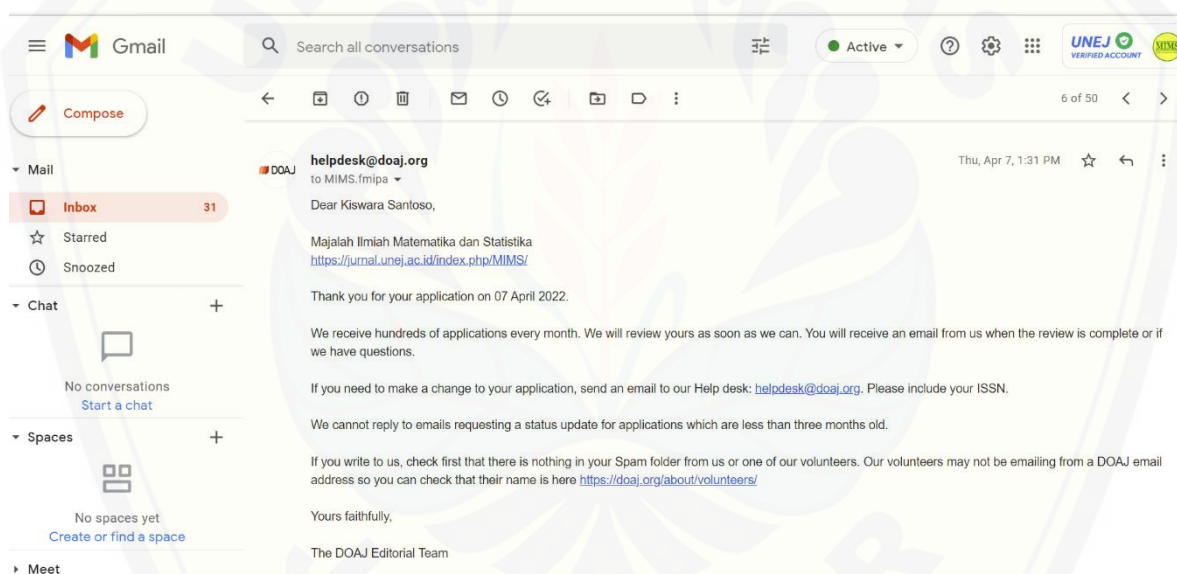 Gmail
Search all conversations
Active
UNEJ
VERIFIED ACCOUNT
MIMS
Compose
6 of 50
Mail
Inbox 31
Starred
Snoozed
Chat
No conversations
Start a chat
Spaces
No spaces yet
Create or find a space
Meet
DOAJ
helpdesk@doaj.org
Thu, Apr 7, 1:31 PM
to MIMS.fmipa
Dear Kiswara Santoso,
Majalah Ilmiah Matematika dan Statistika
https://jurnal.unej.ac.id/index.php/MIMS/
Thank you for your application on 07 April 2022.
We receive hundreds of applications every month. We will review yours as soon as we can. You will receive an email from us when the review is complete or if
we have questions.
If you need to make a change to your application, send an email to our Help desk: helpdesk@doaj.org. Please include your ISSN.
We cannot reply to emails requesting a status update for applications which are less than three months old.
If you write to us, check first that there is nothing in your Spam folder from us or one of our volunteers. Our volunteers may not be emailing from a DOAJ email
address so you can check that their name is here https://doaj.org/about/volunteers/
Yours faithfully,
The DOAJ Editorial Team